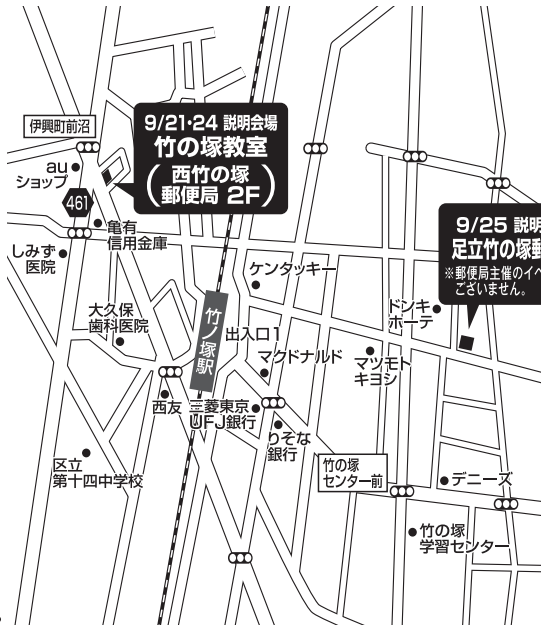 伊興町前沼
9/21・24 説明会場
竹の塚教室
(西竹の塚
郵便局 2F)
au
ショップ
461
亀有
信用金庫
しみず
医院
9/25 説明
足立竹の塚郵
※郵便局主催のイベ
ございません。
ケンタッキー
大久保
歯科医院
竹ノ塚駅
出入口1
ドンキ
ホーテ
マクドナルド
マツモト
キヨシ
西友
三菱東京
UFJ銀行
りそな
銀行
区立
第十四中学校
竹の塚
センター前
デニーズ
竹の塚
学習センター